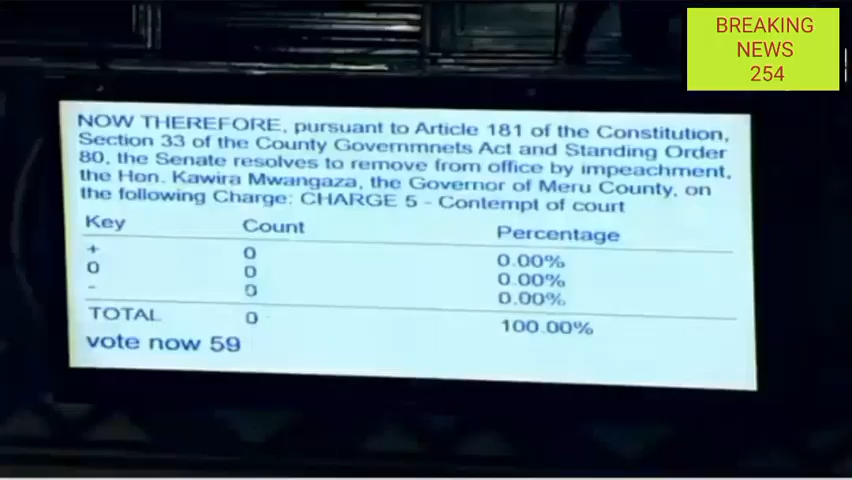 BREAKING
NEWS
254
NOW THEREFORE, pursuant to Article 181 of the Constitution,
Section 33 of the County Governmnets Act and Standing Order
80, the Senate resolves to remove from office by impeachment,
the Hon. Kawira Mwangaza, the Governor of Meru County, on
the following Charge: CHARGE 5 - Contempt of court
Key Count Percentage
+ 0 0.00%
0 0 0.00%
- 0 0.00%
TOTAL 0 100.00%
vote now 59